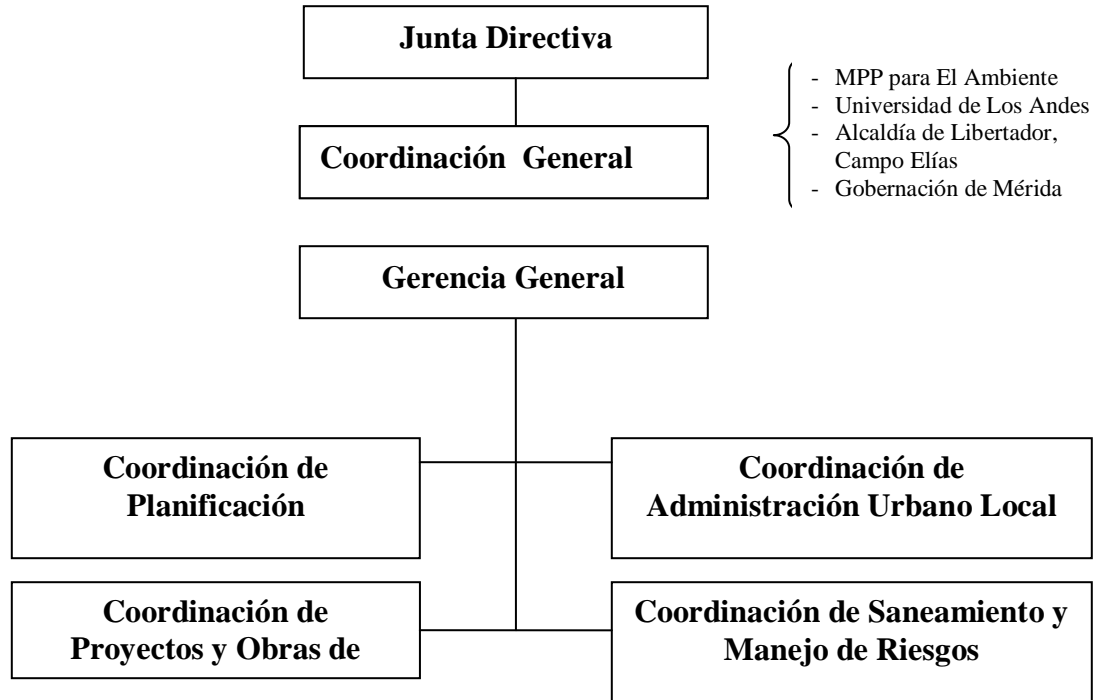 Junta Directiva
Coordinación General
- MPP para El Ambiente
- Universidad de Los Andes
- Alcaldía de Libertador,
Campo Elías
- Gobernación de Mérida
Gerencia General
Coordinación de
Planificación
Coordinación de
Administración Urbano Local
Coordinación de
Proyectos y Obras de
Coordinación de Saneamiento y
Manejo de Riesgos